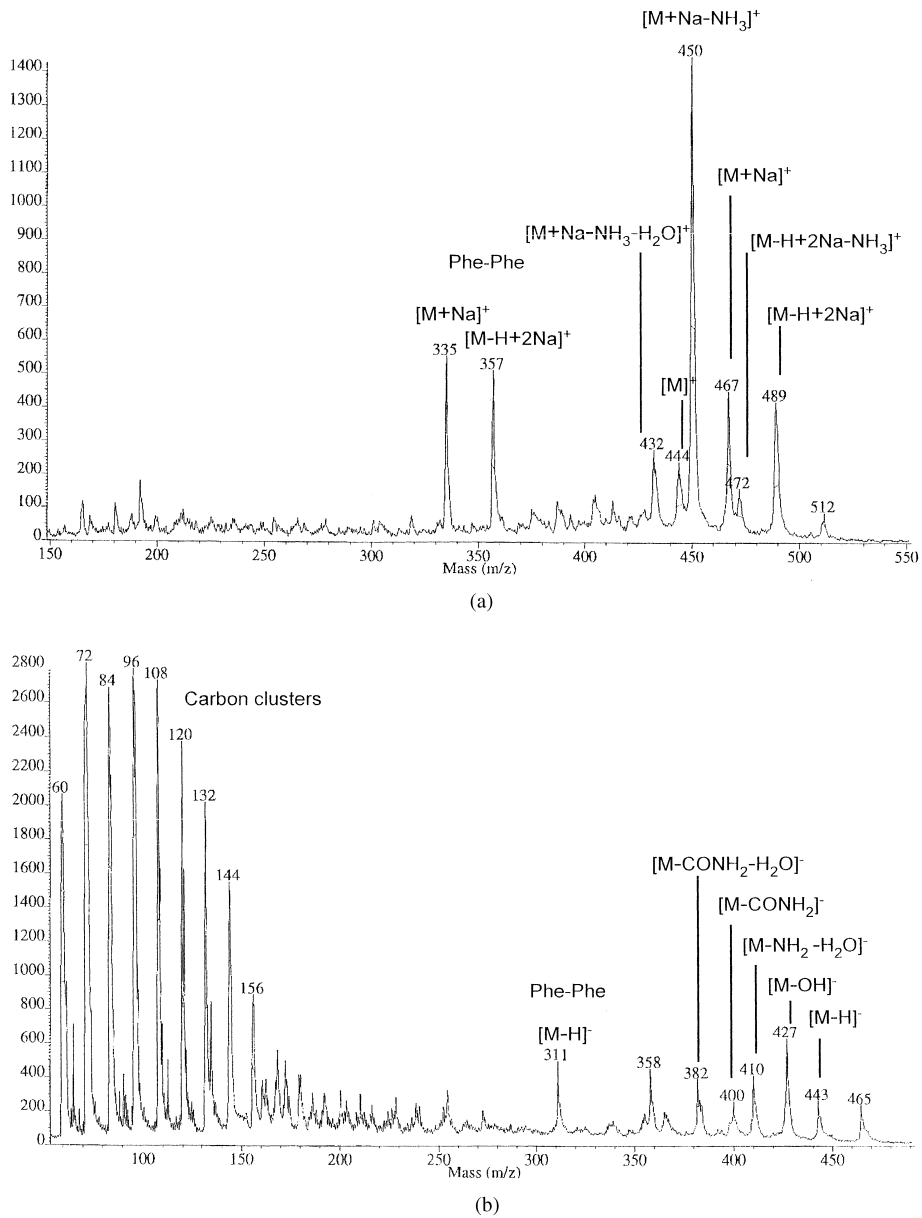 [M+Na-NH₃]⁺
450
1400
1300
1200
1100
1000
900
800
700
600
500
400
300
200
100
0
[M+Na]⁺
[M+Na-NH₃-H₂O]⁺
[M-H+2Na-NH₃]⁺
Phe-Phe
[M+Na]⁺
[M-H+2Na]⁺
[M-H+2Na]⁺
335
357
[M]⁺
467
489
432
444
472
512
150 200 250 300 350 400 450 500 550
Mass (m/z)
(a)
2800
2600
2400
2200
2000
1800
1600
1400
1200
1000
800
600
400
200
0
72
84
96
108
Carbon clusters
120
60
132
144
156
[M-CONH₂-H₂O]⁻
[M-CONH₂]⁻
[M-NH₂-H₂O]⁻
Phe-Phe
[M-OH]⁻
[M-H]⁻
[M-H]⁻
311
358
382
400
410
427
443
465
100 150 200 250 300 350 400 450
Mass (m/z)
(b)